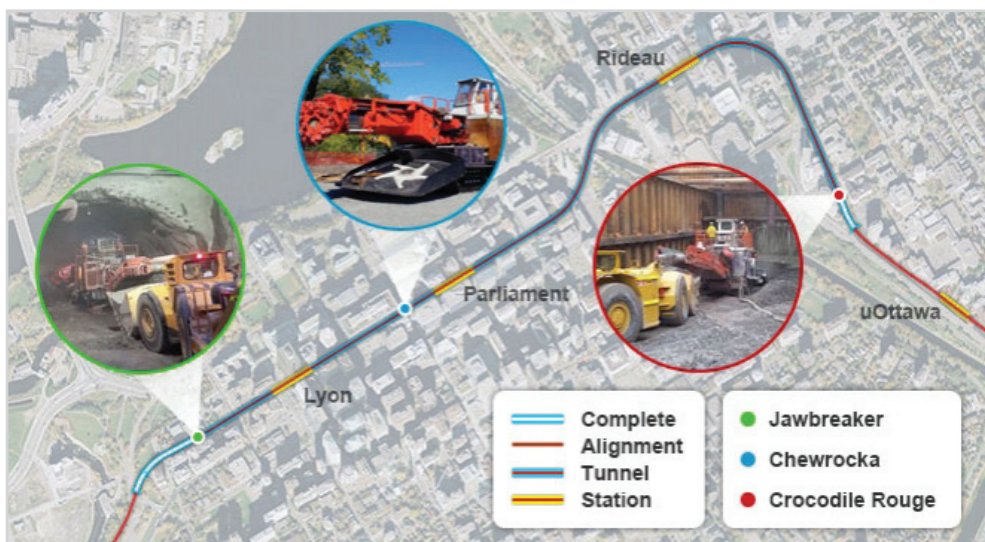 Rideau
Parliament
uOttawa
Lyon
Complete
Alignment
Tunnel
Station
Jawbreaker
Chewrocka
Crocodile Rouge